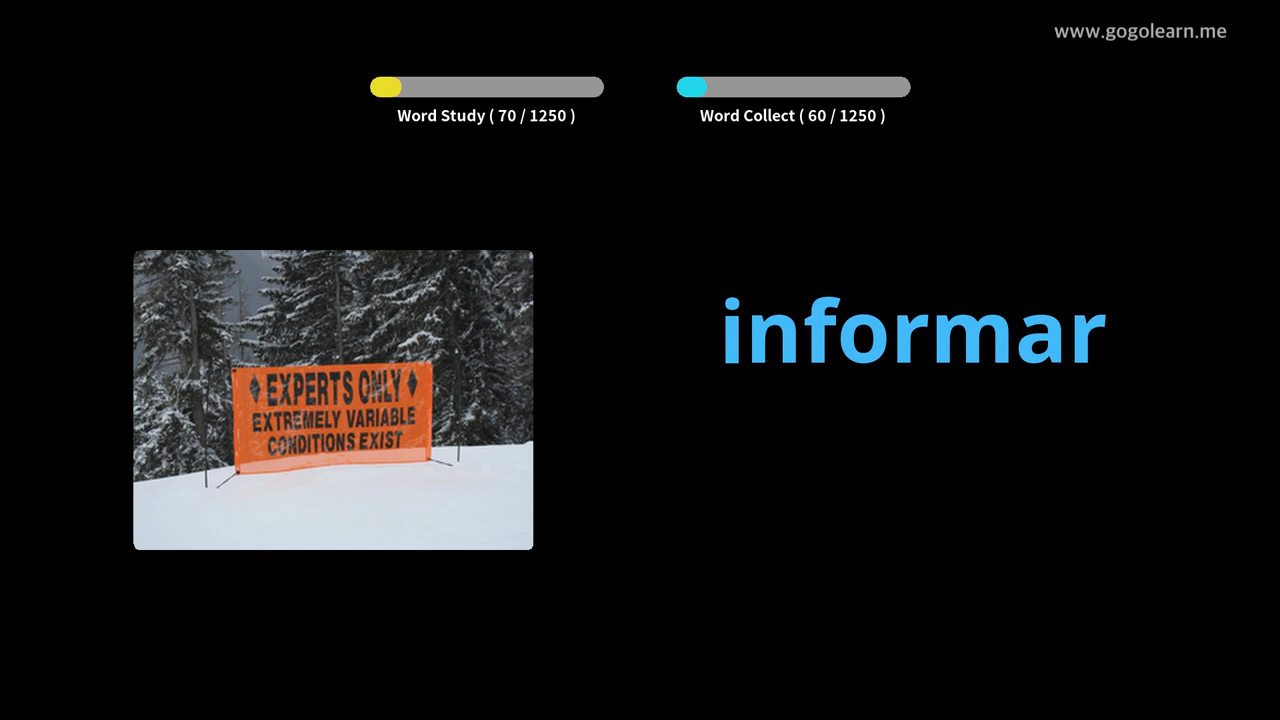 www.gogolearn.me
Word Study ( 70 / 1250 )
Word Collect ( 60 / 1250 )
informar
EXPERTS ONLY
EXTREMELY VARIABLE
CONDITIONS EXIST